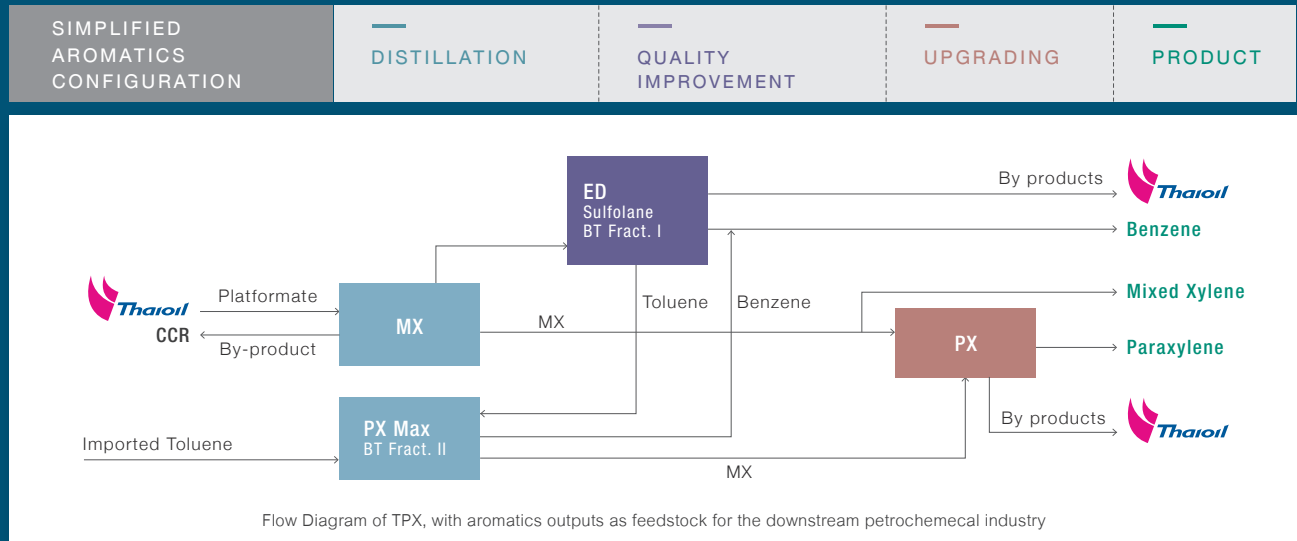 SIMPLIFIED
AROMATICS
CONFIGURATION
DISTILLATION
QUALITY
IMPROVEMENT
UPGRADING
PRODUCT
ED
Sulfolane
BT Fract. I
By products
Thaioil
Benzene
Thaioil
CCR
Platformate
By-product
MX
MX
Toluene
Benzene
Mixed Xylene
PX
Paraxylene
PX Max
BT Fract. II
Imported Toluene
MX
By products
Thaioil
Flow Diagram of TPX, with aromatics outputs as feedstock for the downstream petrochemecal industry